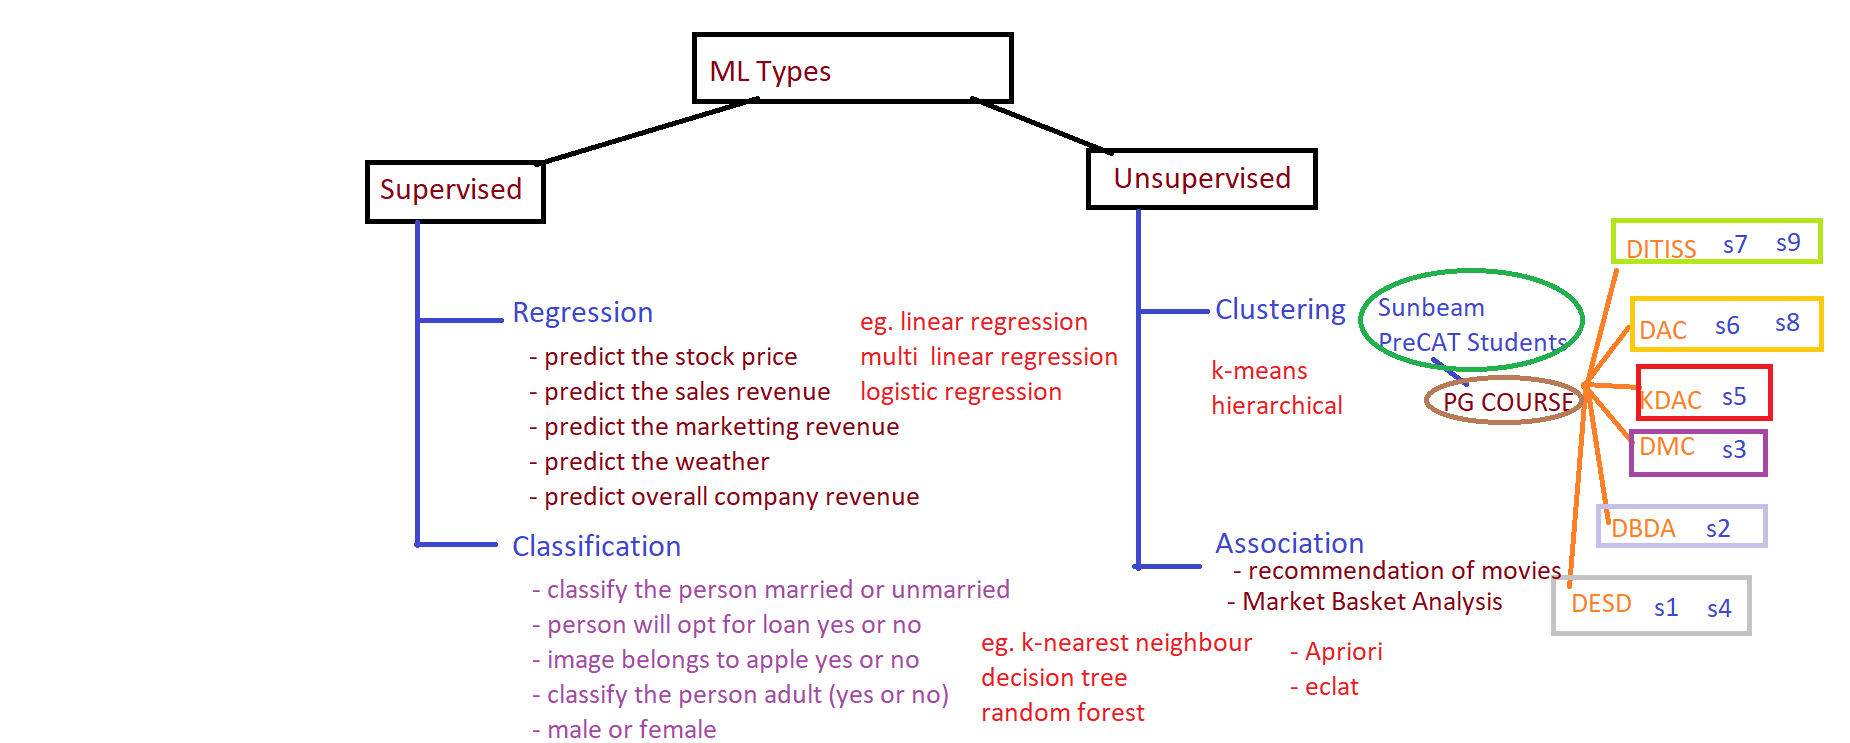 ML Types
Supervised
Unsupervised
Regression
- predict the stock price
- predict the sales revenue
- predict the marketting revenue
- predict the weather
- predict overall company revenue
eg. linear regression
multi linear regression
logistic regression
Classification
- classify the person married or unmarried
- person will opt for loan yes or no
- image belongs to apple yes or no
- classify the person adult (yes or no)
- male or female
eg. k-nearest neighbour
decision tree
random forest
Clustering
k-means
hierarchical
Sunbeam
PreCAT Students
PG COURSE
DITISS s7 s9
DAC s6 s8
KDAC s5
DMC s3
DBDA s2
DESD s1 s4
Association
- recommendation of movies
- Market Basket Analysis
- Apriori
- eclat